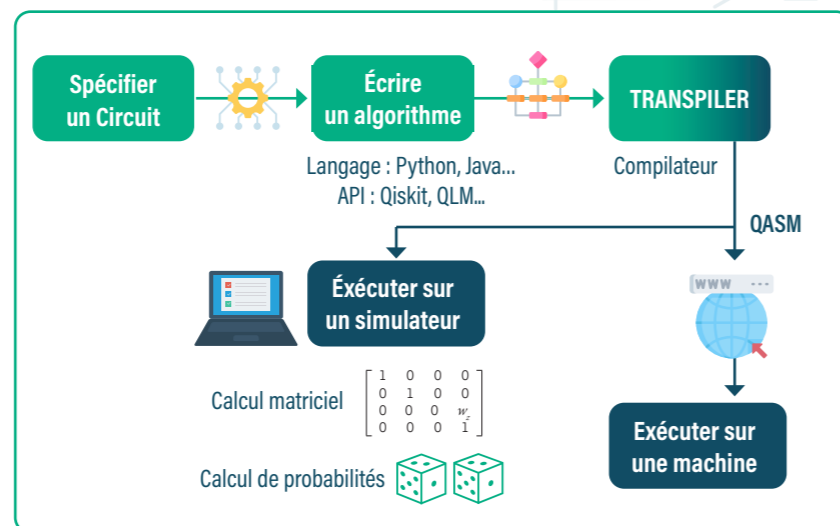 Spécifier
un Circuit
Écrire
un algorithme
TRANSPILER
Langage : Python, Java...
API : Qiskit, QLM...
Compilateur
QASM
WWW
Éxécuter sur
un simulateur
Calcul matriciel
1 0 0 0
0 1 0 0
0 0 0 w_z
0 0 0 1
Calcul de probabilités
Exécuter sur
une machine